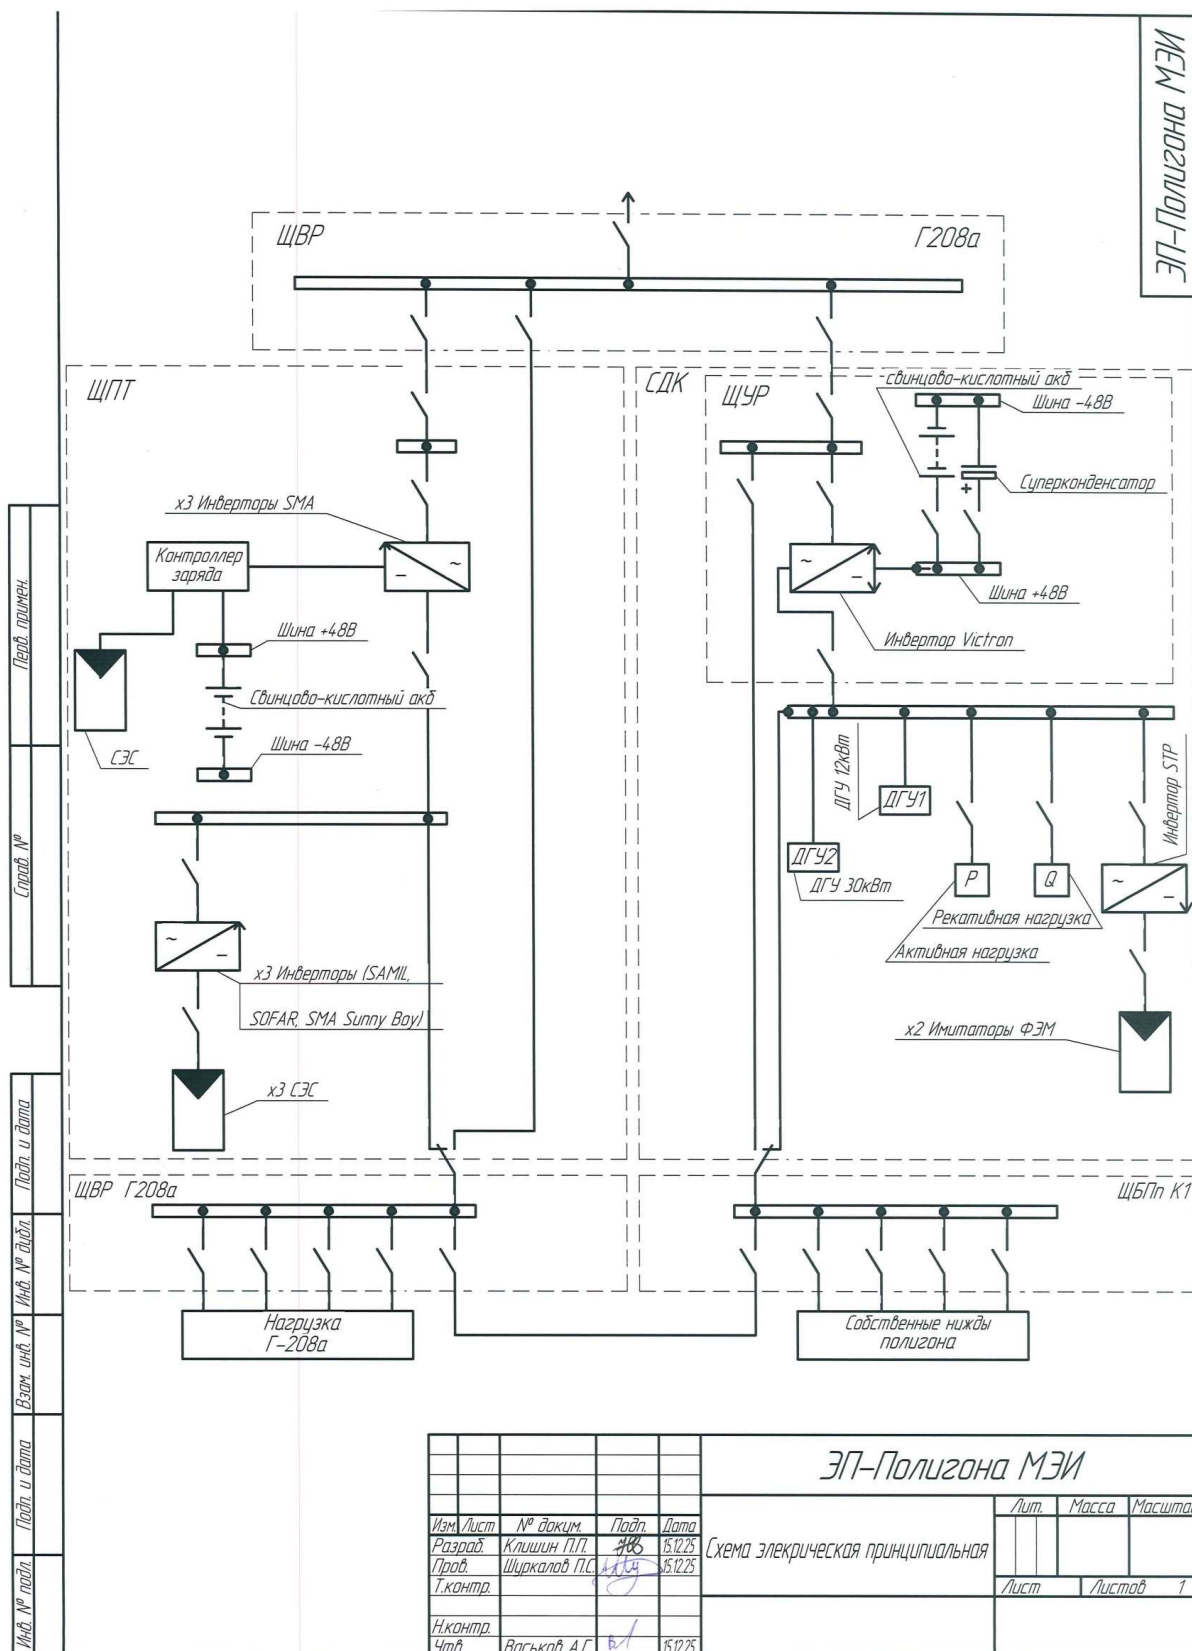 ЭП-Полигона МЭИ
ЩВР
Г208а
ЩПТ
СДК
ЩУР
свинцово-кислотный акб
Шина -48В
Суперконденсатор
+
x3 Инверторы SMA
Контроллер
заряда
~
–
~
–
Шина +48В
Инвертор Victron
Шина +48В
Свинцово-кислотный акб
Шина -48В
СЭС
ДГУ 12кВт
ДГУ1
ДГУ2
ДГУ 30кВт
Инвертор STP
P
Q
~
–
Рекативная нагрузка
Активная нагрузка
~
–
x3 Инверторы (SAMIL,
SOFAR, SMA Sunny Boy)
x2 Имитаторы ФЭМ
x3 СЭС
ЩВР Г208а
ЩБПп К1
Нагрузка
Г-208а
Собственные нижды
полигона
Перв. примен.
Справ. №
Подп. и дата
Инв. № дубл.
Взам. инв. №
Подп. и дата
Инв. № подл.
ЭП-Полигона МЭИ
Изм. Лист № докум. Подп. Дата
Разраб. Клишин П.П. 15.12.25
Пров. Шуркалов П.С. 15.12.25
Т.контр.
Н.контр.
Утв. Васьков А.Г. 15.12.25
Схема элекрическая принципиальная
Лит. Масса Масштаб
Лист Листов 1